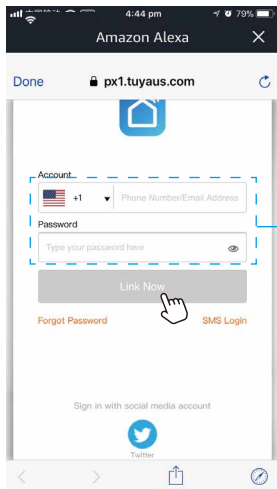 4:44 pm
79%
Amazon Alexa
Done
px1.tuyaus.com
Account
+1
Phone Number/Email Address
Password
Type your password here
Link Now
Forgot Password
SMS Login
Sign in with social media account
Twitter